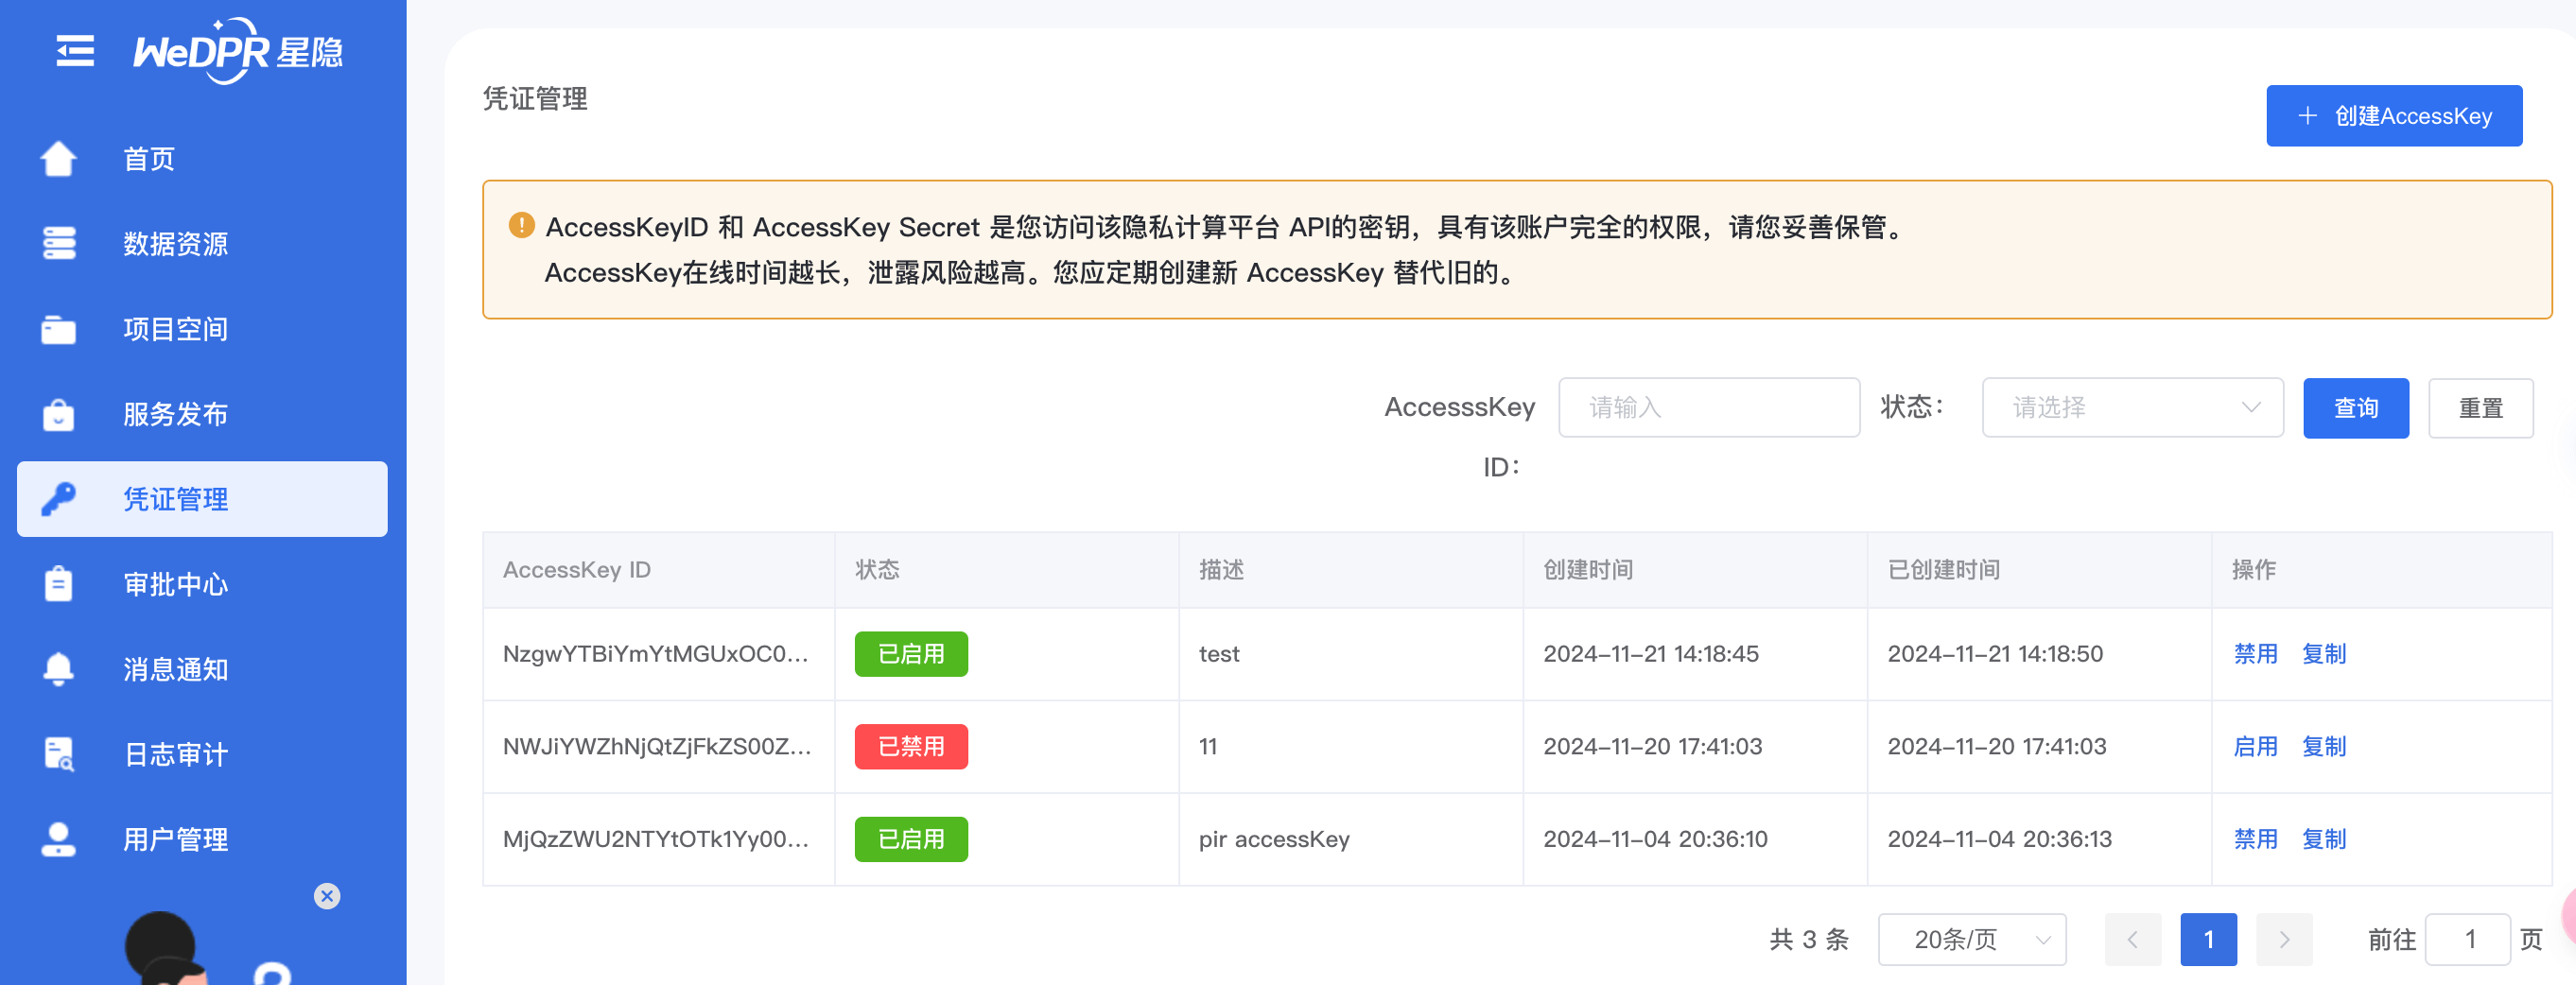 WeDPR 星隐
首页
数据资源
项目空间
服务发布
凭证管理
审批中心
消息通知
日志审计
用户管理
凭证管理
创建AccessKey
AccessKeyID 和 AccessKey Secret 是您访问该隐私计算平台 API的密钥，具有该账户完全的权限，请您妥善保管。
AccessKey在线时间越长，泄露风险越高。您应定期创建新 AccessKey 替代旧的。
AccesssKey 请输入 状态： 请选择 查询 重置
ID：
AccessKey ID 状态 描述 创建时间 已创建时间 操作
NzgwYTBiYmYtMGUxOC0... 已启用 test 2024-11-21 14:18:45 2024-11-21 14:18:50 禁用 复制
NWJiYWZhNjQtZjFkZS00Z... 已禁用 11 2024-11-20 17:41:03 2024-11-20 17:41:03 启用 复制
MjQzZWU2NTYtOTk1Yy00... 已启用 pir accessKey 2024-11-04 20:36:10 2024-11-04 20:36:13 禁用 复制
共 3 条 20条/页 1 前往 1 页